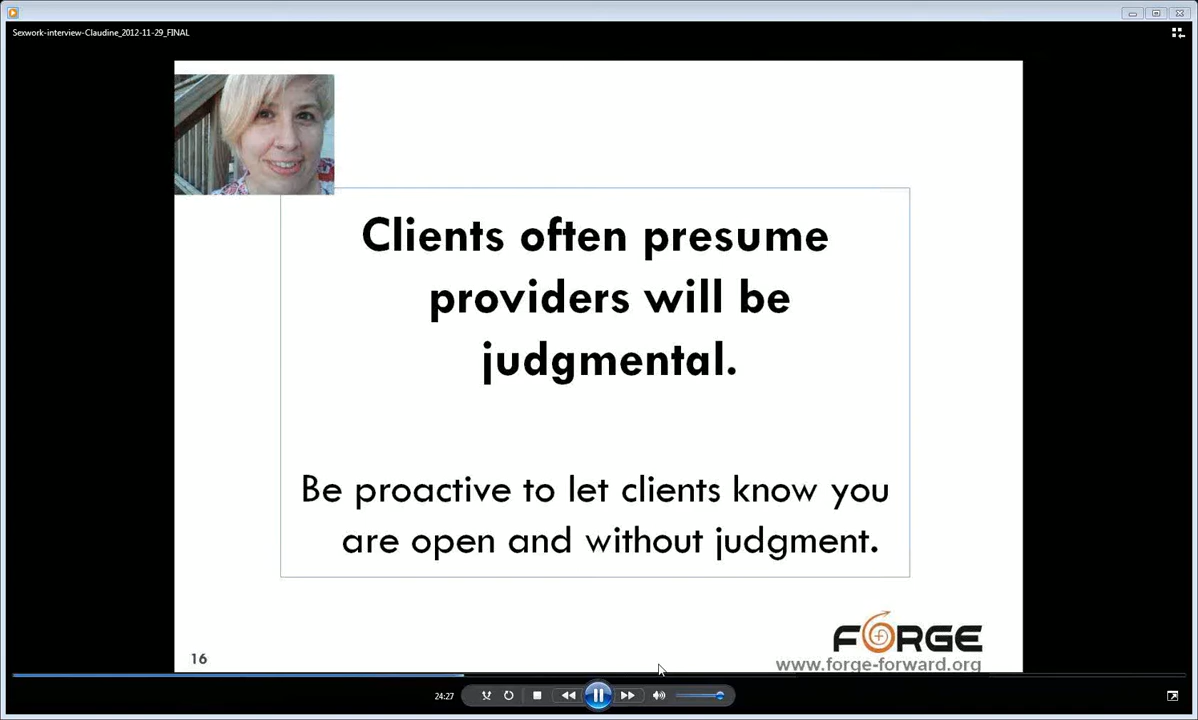 Sexwork-interview-Claudine_2012-11-29_FINAL
Clients often presume
providers will be
judgmental.
Be proactive to let clients know you
are open and without judgment.
FORGE
www.forge-forward.org
16
24:27